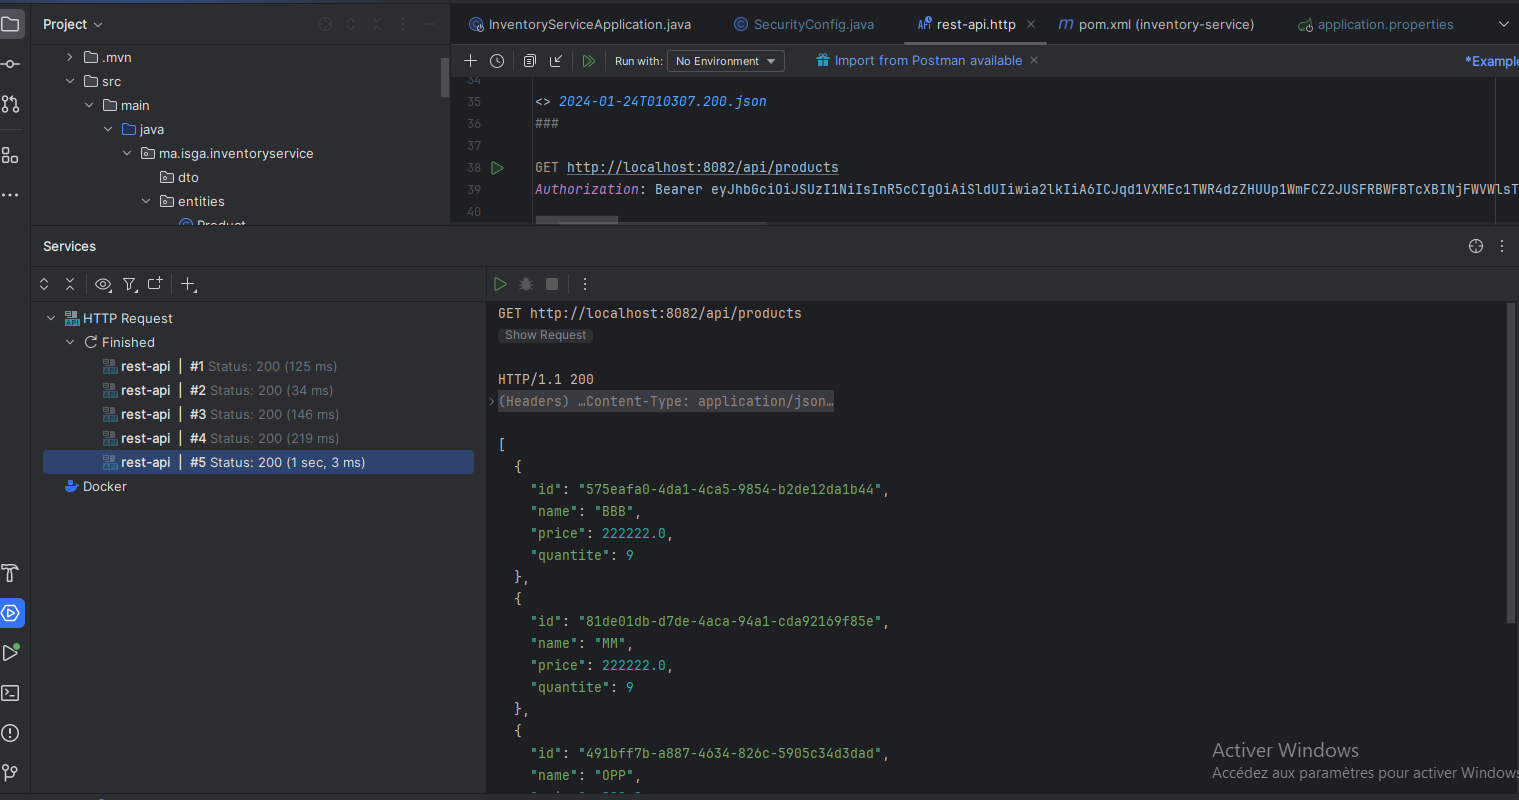 Project
InventoryServiceApplication.java
SecurityConfig.java
rest-api.http
pom.xml (inventory-service)
application.properties
.mvn
src
main
java
ma.isga.inventoryservice
dto
entities
Product
Run with:
No Environment
Import from Postman available
*Example
34
35 <> 2024-01-24T010307.200.json
36 ###
37
38 GET http://localhost:8082/api/products
39 Authorization: Bearer
40
Services
HTTP Request
Finished
rest-api | #1 Status: 200 (125 ms)
rest-api | #2 Status: 200 (34 ms)
rest-api | #3 Status: 200 (146 ms)
rest-api | #4 Status: 200 (219 ms)
rest-api | #5 Status: 200 (1 sec, 3 ms)
Docker
GET http://localhost:8082/api/products
Show Request
HTTP/1.1 200
(Headers) …Content-Type: application/json…
[
{
"id": "575eafa0-4da1-4ca5-9854-b2de12da1b44",
"name": "BBB",
"price": 222222.0,
"quantite": 9
},
{
"id": "81de01db-d7de-4aca-94a1-cda92169f85e",
"name": "MM",
"price": 222222.0,
"quantite": 9
},
{
"id": "491bff7b-a887-4634-826c-5905c34d3dad",
"name": "OPP",
Activer Windows
Accédez aux paramètres pour activer Windows